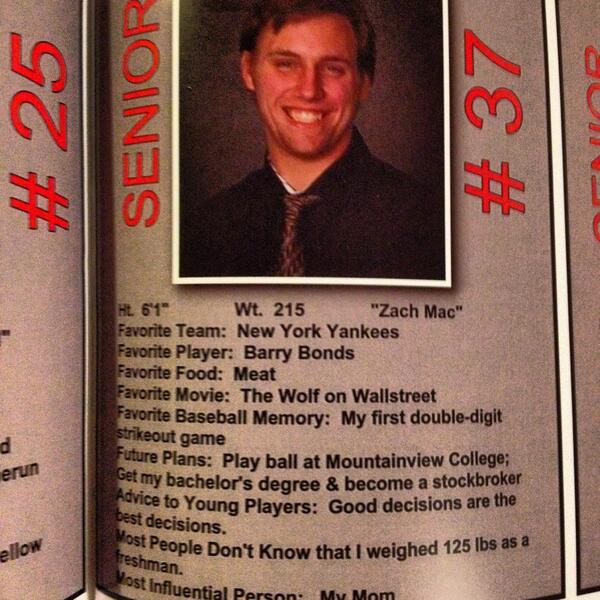 # 25
SENIOR
# 37
Ht. 6'1" Wt. 215 "Zach Mac"
Favorite Team: New York Yankees
Favorite Player: Barry Bonds
Favorite Food: Meat
Favorite Movie: The Wolf on Wallstreet
Favorite Baseball Memory: My first double-digit
strikeout game
Future Plans: Play ball at Mountainview College;
Get my bachelor's degree & become a stockbroker
Advice to Young Players: Good decisions are the
best decisions.
Most People Don't Know that I weighed 125 lbs as a
freshman.
Most Influential Person: My Mom